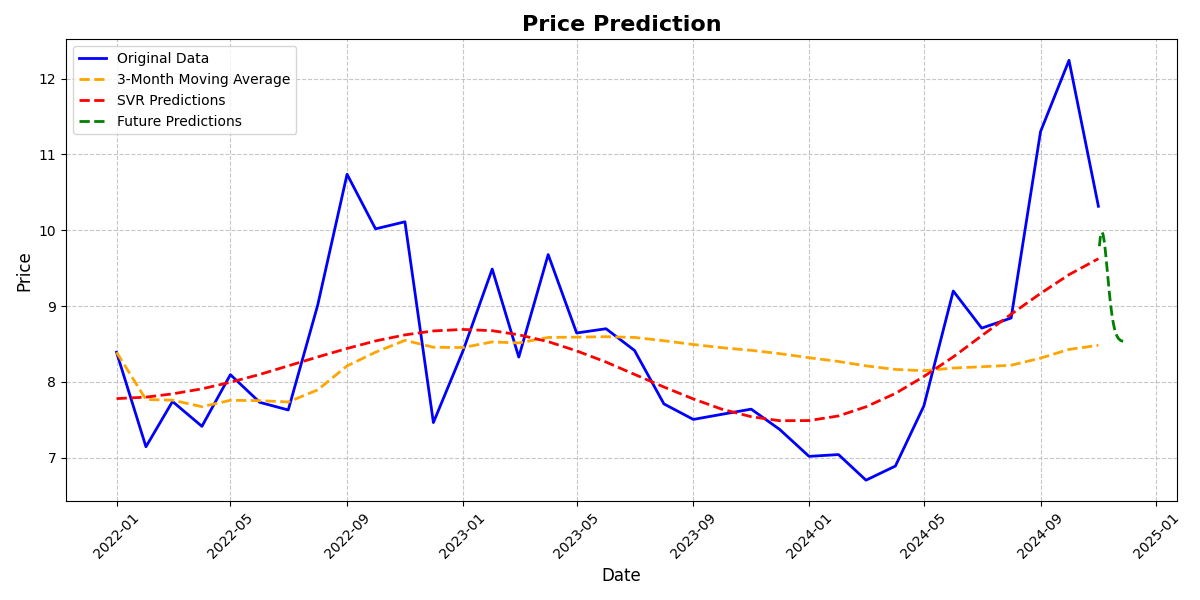 Price Prediction
Original Data
3-Month Moving Average
SVR Predictions
Future Predictions
Price
12
11
10
9
8
7
2022-01
2022-05
2022-09
2023-01
2023-05
2023-09
2024-01
2024-05
2024-09
2025-01
Date